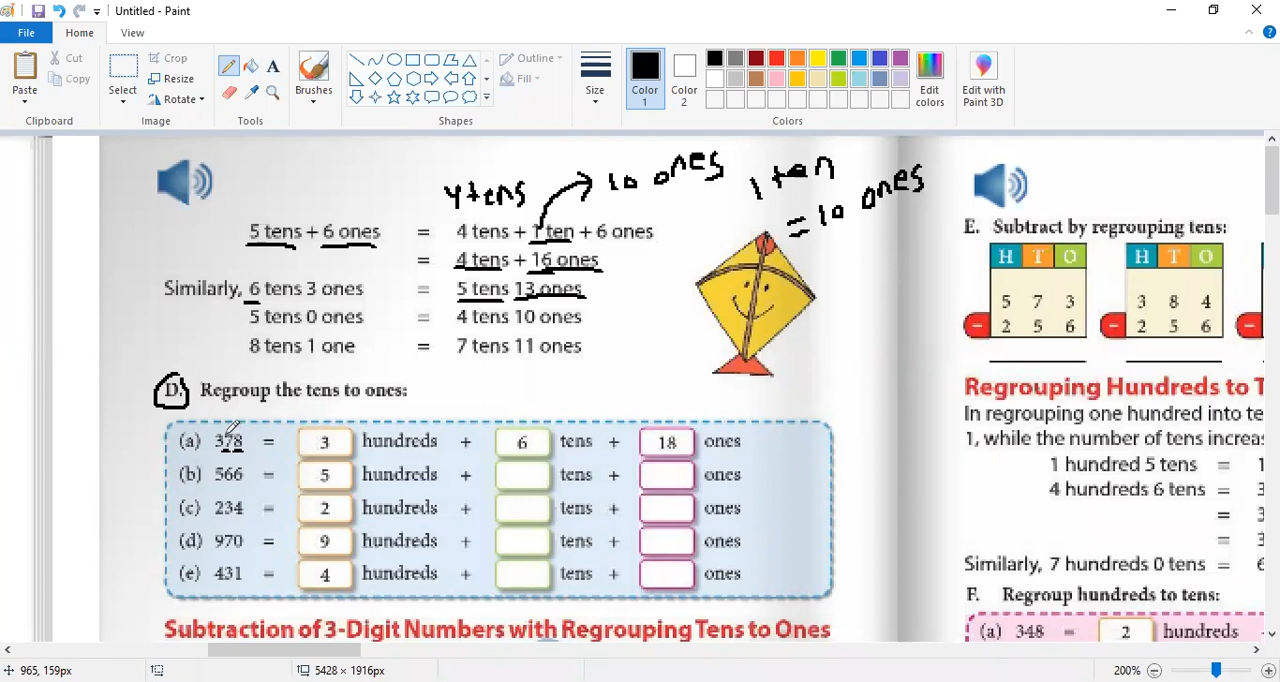 Untitled - Paint
File Home View
Paste
Cut
Copy
Clipboard
Select
Crop
Resize
Rotate
Image
A
Tools
Brushes
Outline
Fill
Shapes
Size
Color 1
Color 2
Edit colors
Colors
Edit with Paint 3D
4 tens 10 ones 1 ten
= 10 ones
5 tens + 6 ones = 4 tens + 1 ten + 6 ones
= 4 tens + 16 ones
Similarly, 6 tens 3 ones = 5 tens 13 ones
5 tens 0 ones = 4 tens 10 ones
8 tens 1 one = 7 tens 11 ones
D. Regroup the tens to ones:
(a) 378 = 3 hundreds + 6 tens + 18 ones
(b) 566 = 5 hundreds + tens + ones
(c) 234 = 2 hundreds + tens + ones
(d) 970 = 9 hundreds + tens + ones
(e) 431 = 4 hundreds + tens + ones
Subtraction of 3-Digit Numbers with Regrouping Tens to Ones
E. Subtract by regrouping tens:
H T O H T O
5 7 3 3 8 4
- 2 5 6 - 2 5 6 -
Regrouping Hundreds to T
In regrouping one hundred into te
1, while the number of tens increa
1 hundred 5 tens = 1
4 hundreds 6 tens = 3
= 3
= 3
Similarly, 7 hundreds 0 tens = 6
F. Regroup hundreds to tens:
(a) 348 = 2 hundreds
965, 159px
5428 × 1916px
200%